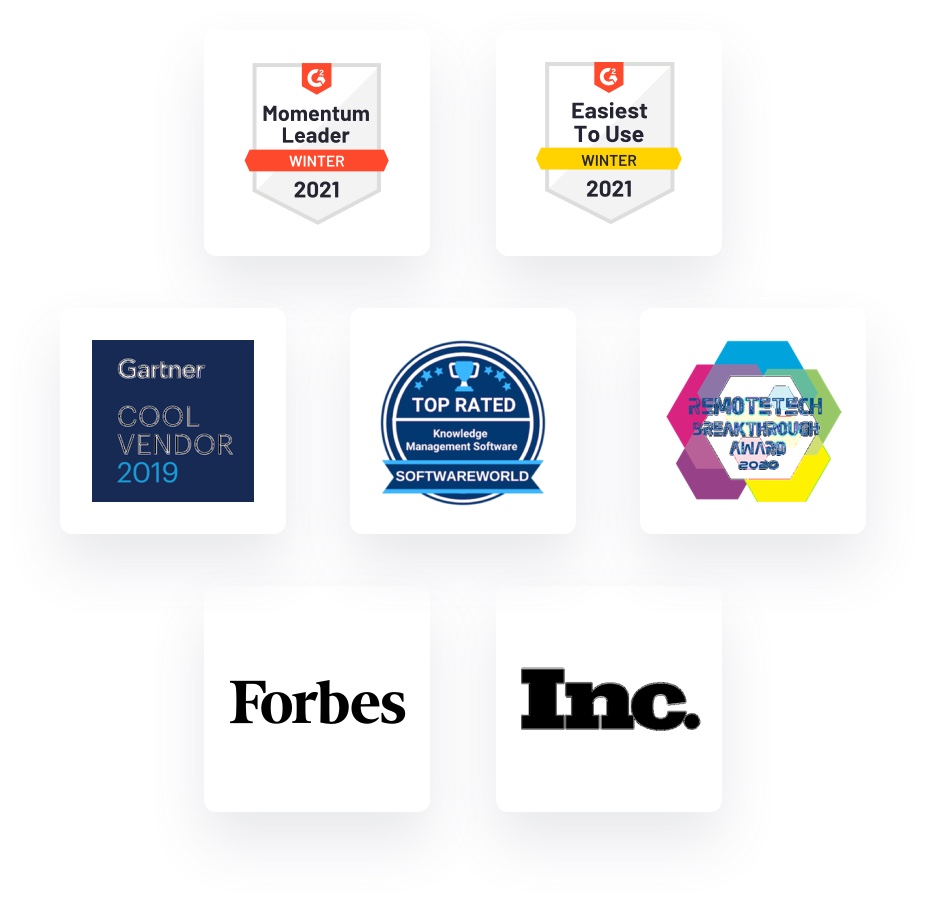 G2
Momentum
Leader
WINTER
2021
G2
Easiest
To Use
WINTER
2021
Gartner
COOL
VENDOR
2019
TOP RATED
Knowledge
Management Software
SOFTWAREWORLD
REMOTETECH
BREAKTHROUGH
AWARD
2020
Forbes
Inc.